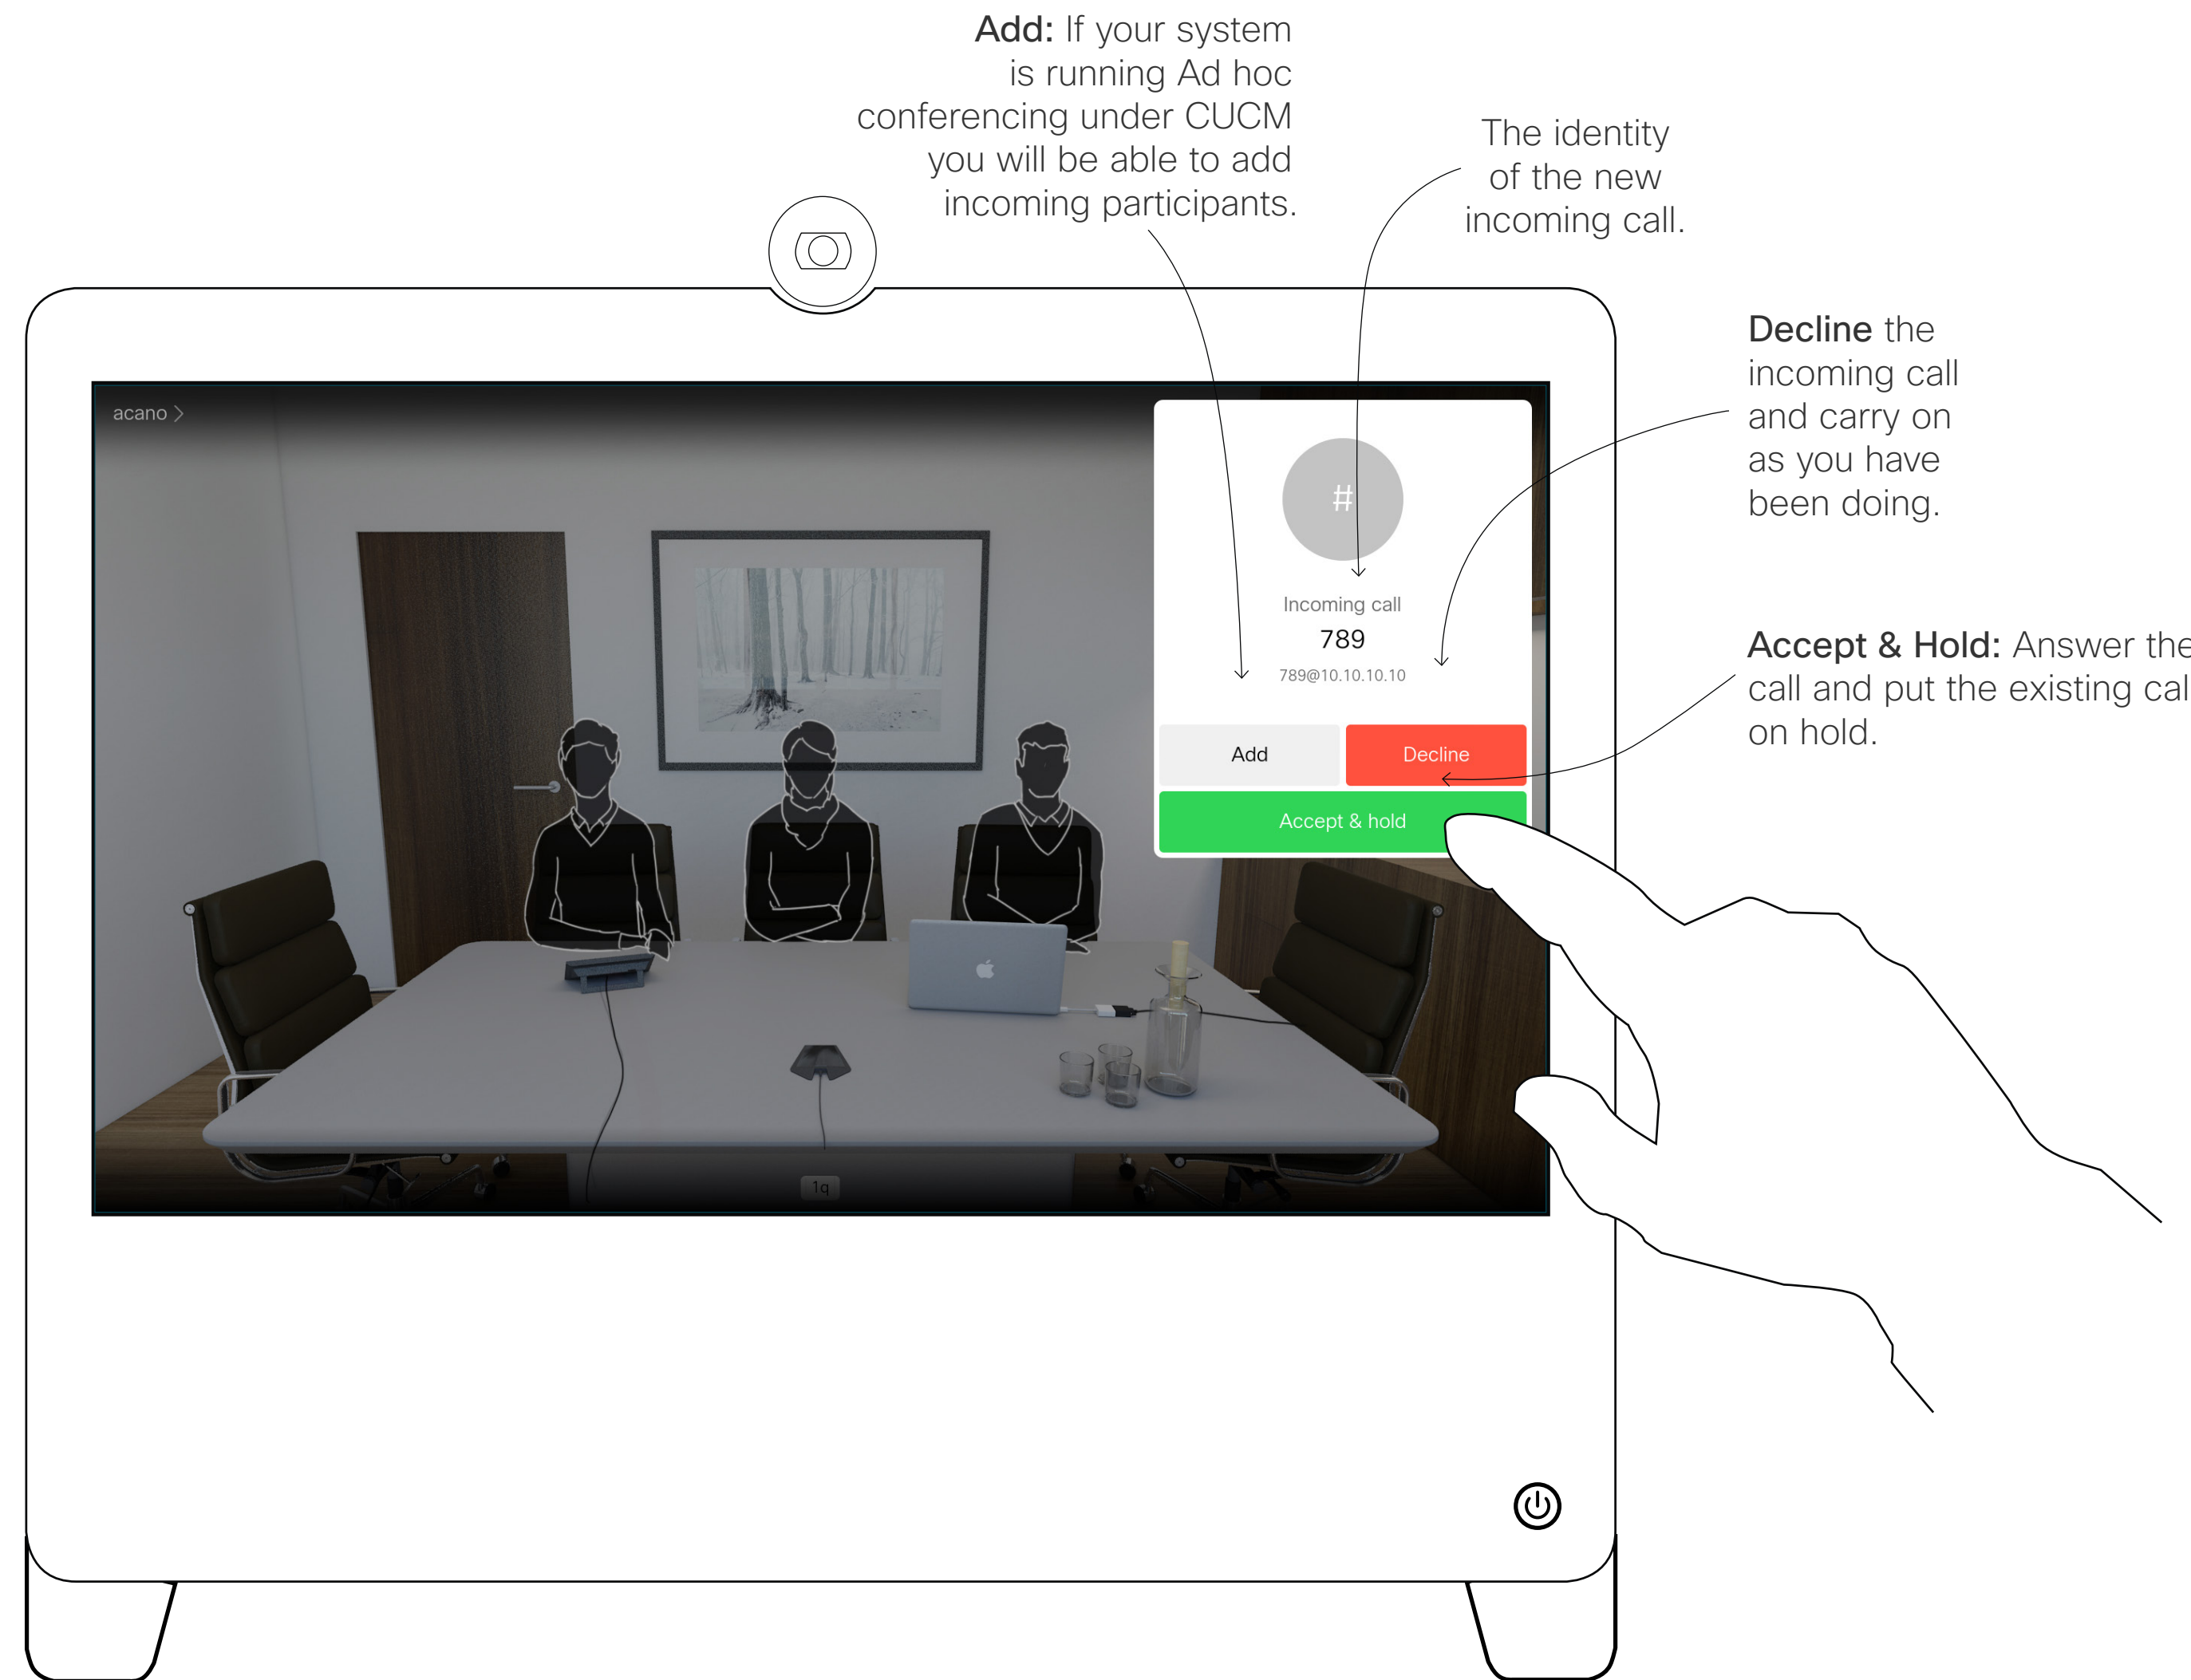 Add: If your system
is running Ad hoc
conferencing under CUCM
you will be able to add
incoming participants.
The identity
of the new
incoming call.
Decline the
incoming call
and carry on
as you have
been doing.
Accept & Hold: Answer the
call and put the existing cal
on hold.
acano >
#
Incoming call
789
789@10.10.10.10
Add
Decline
Accept & hold
1q